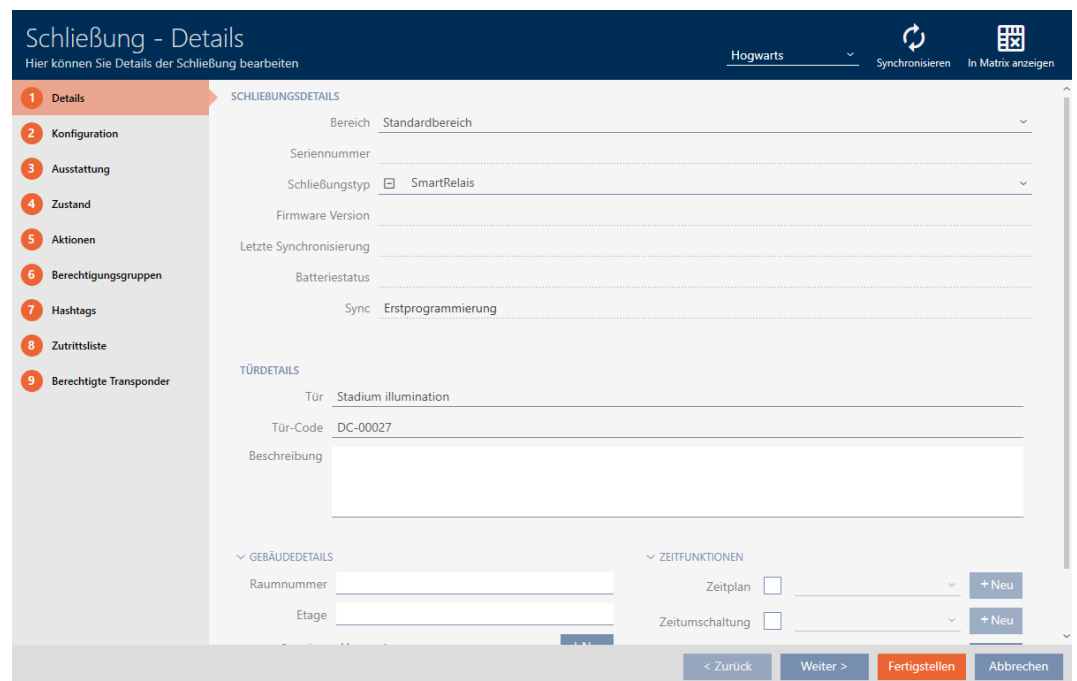 Schließung - Details
Hier können Sie Details der Schließung bearbeiten
Hogwarts
Synchronisieren
In Matrix anzeigen
1 Details
2 Konfiguration
3 Ausstattung
4 Zustand
5 Aktionen
6 Berechtigungsgruppen
7 Hashtags
8 Zutrittsliste
9 Berechtigte Transponder
SCHLIEßUNGSDETAILS
Bereich Standardbereich
Seriennummer
Schließungstyp SmartRelais
Firmware Version
Letzte Synchronisierung
Batteriestatus
Sync Erstprogrammierung
TÜRDETAILS
Tür Stadium illumination
Tür-Code DC-00027
Beschreibung
GEBÄUDEDETAILS
Raumnummer
Etage
ZEITFUNKTIONEN
Zeitplan + Neu
Zeitumschaltung + Neu
< Zurück
Weiter >
Fertigstellen
Abbrechen